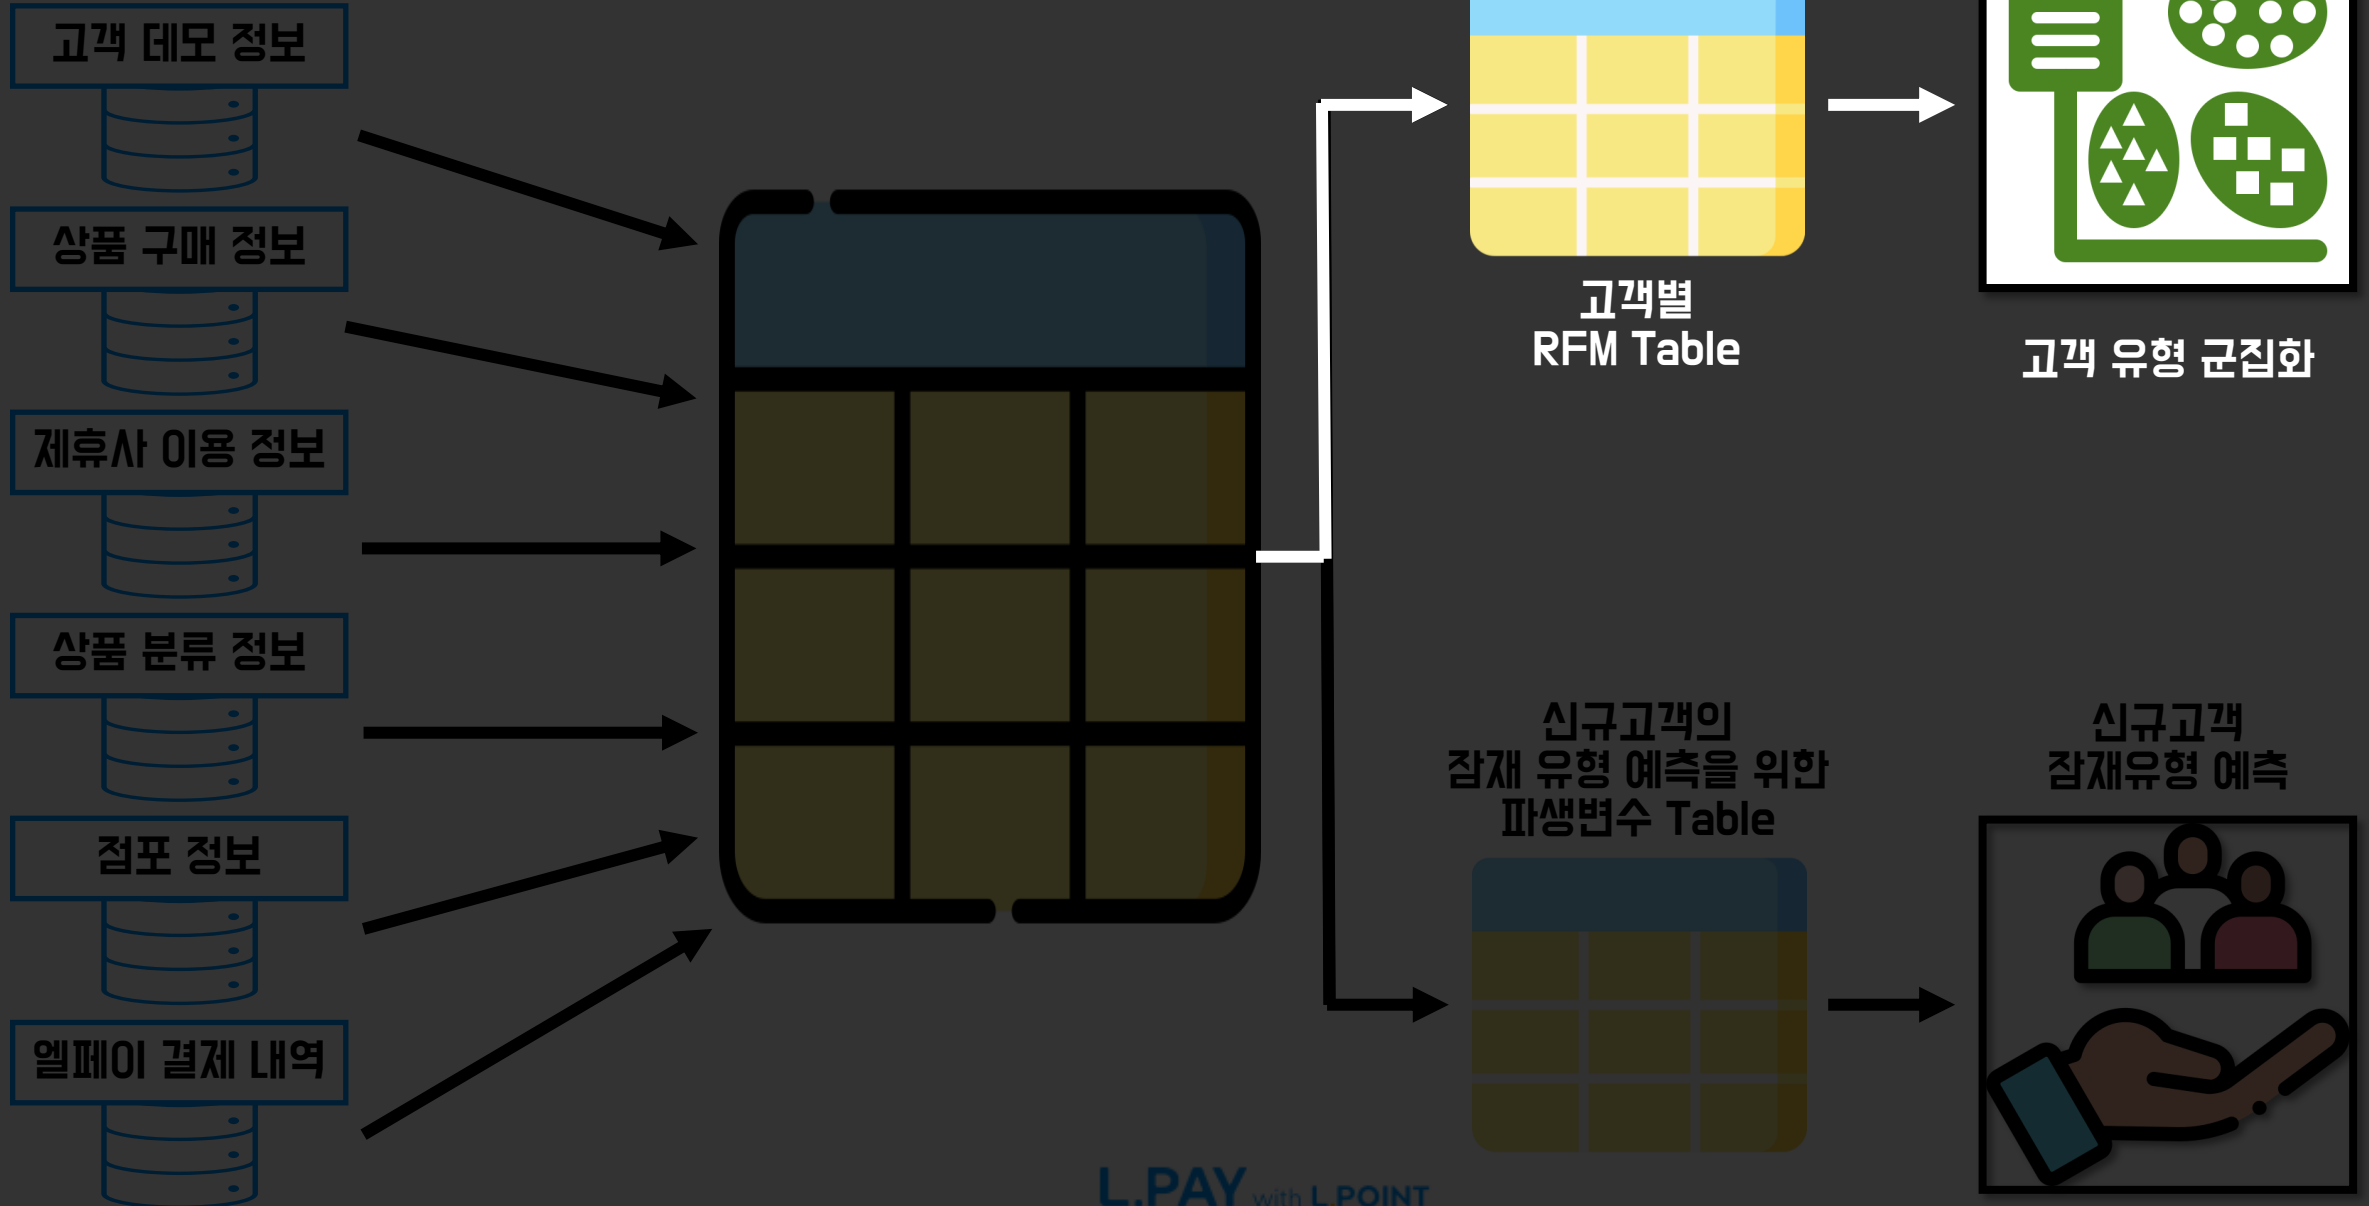 고객 데모 정보
상품 구매 정보
제휴사 이용 정보
상품 분류 정보
점포 정보
엘페이 결제 내역
고객별
RFM Table
고객 유형 군집화
신규고객의
잠재 유형 예측을 위한
파생변수 Table
신규고객
잠재유형 예측
L.PAY with L.POINT